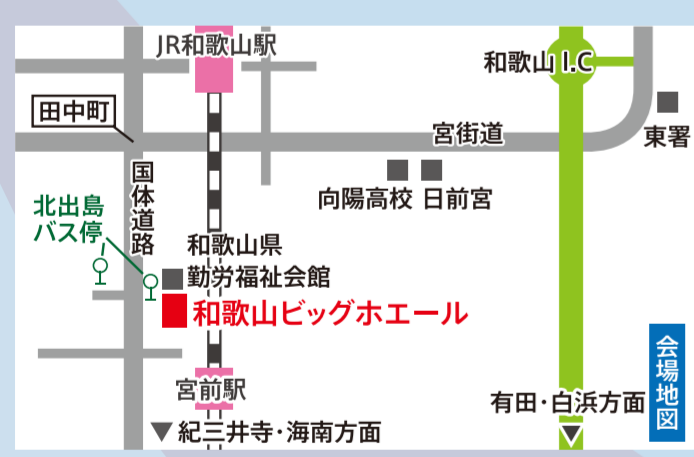 JR和歌山駅
和歌山 I.C
田中町
宮街道
東署
国体道路
向陽高校
日前宮
北出島
バス停
和歌山県
勤労福祉会館
和歌山ビッグホエール
会場地図
宮前駅
有田・白浜方面
▼紀三井寺・海南方面